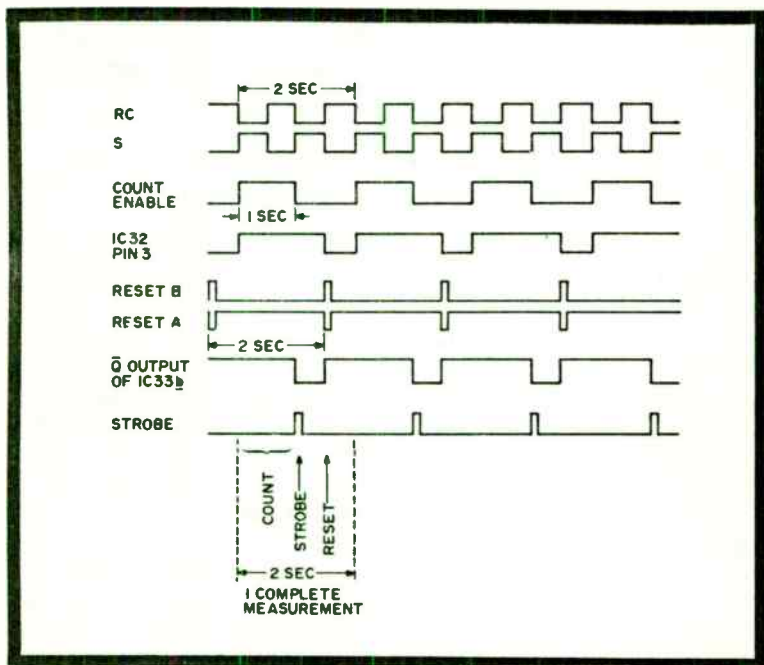 2 SEC
RC
S
COUNT
ENABLE
1 SEC
IC32
PIN 3
RESET B
RESET A
2 SEC
Q̅ OUTPUT
OF IC33b
STROBE
COUNT
STROBE
RESET
2 SEC
1 COMPLETE
MEASUREMENT